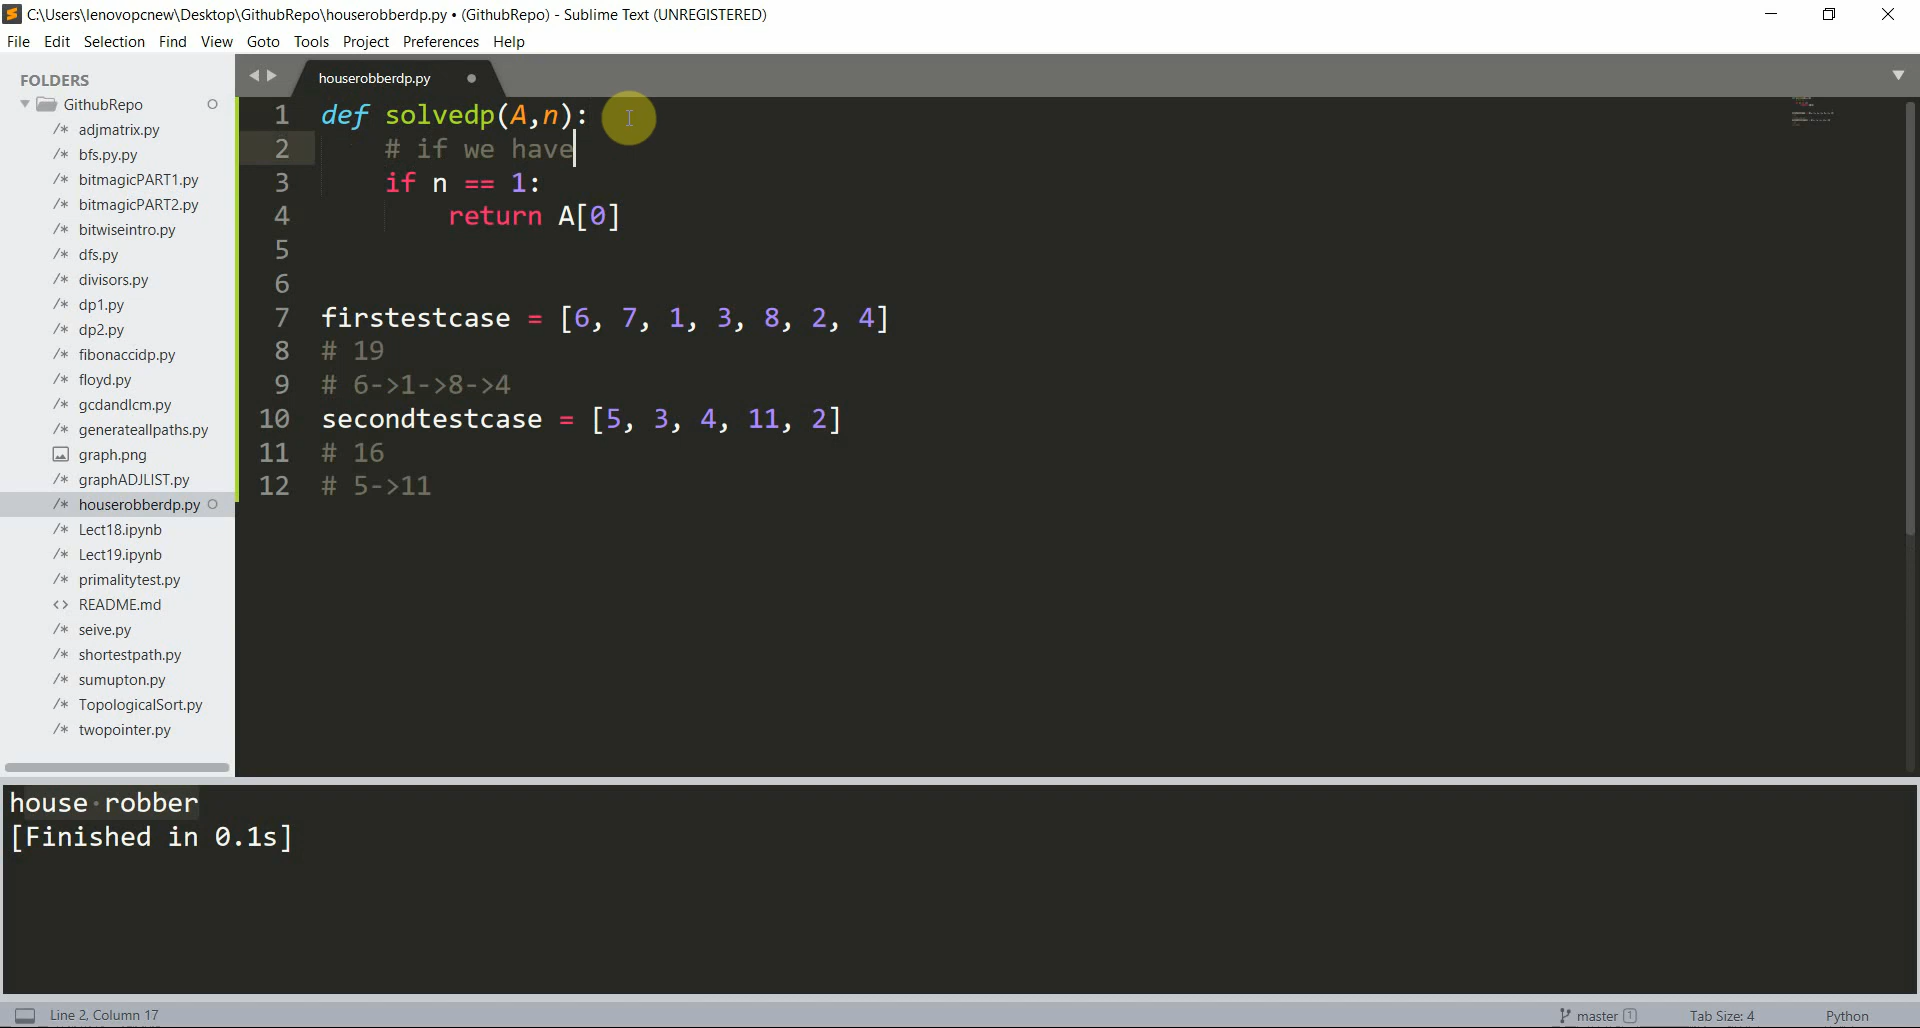 C:\Users\lenovopcnew\Desktop\GithubRepo\houserobberdp.py • (GithubRepo) - Sublime Text (UNREGISTERED)
File Edit Selection Find View Goto Tools Project Preferences Help
FOLDERS
GithubRepo
/* adjmatrix.py
/* bfs.py.py
/* bitmagicPART1.py
/* bitmagicPART2.py
/* bitwiseintro.py
/* dfs.py
/* divisors.py
/* dp1.py
/* dp2.py
/* fibonaccidp.py
/* floyd.py
/* gcdandlcm.py
/* generateallpaths.py
graph.png
/* graphADJLIST.py
/* houserobberdp.py
/* Lect18.ipynb
/* Lect19.ipynb
/* primalitytest.py
<> README.md
/* seive.py
/* shortestpath.py
/* sumupton.py
/* TopologicalSort.py
/* twopointer.py
houserobberdp.py
1 def solvedp(A,n):
2 # if we have
3 if n == 1:
4 return A[0]
5
6
7 firstestcase = [6, 7, 1, 3, 8, 2, 4]
8 # 19
9 # 6->1->8->4
10 secondtestcase = [5, 3, 4, 11, 2]
11 # 16
12 # 5->11
house·robber
[Finished in 0.1s]
Line 2, Column 17
master 1
Tab Size: 4
Python